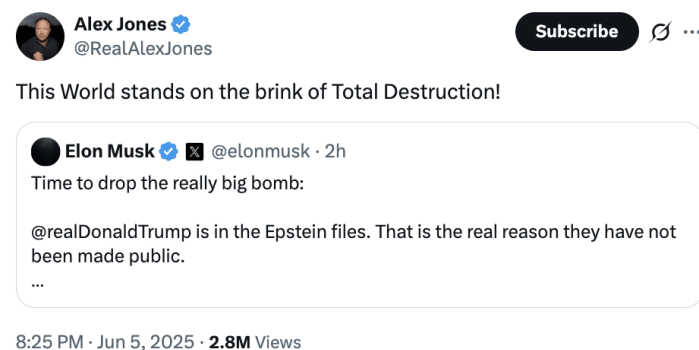 Alex Jones
@RealAlexJones
Subscribe
This World stands on the brink of Total Destruction!
Elon Musk X @elonmusk · 2h
Time to drop the really big bomb:
@realDonaldTrump is in the Epstein files. That is the real reason they have not
been made public.
...
8:25 PM · Jun 5, 2025 · 2.8M Views